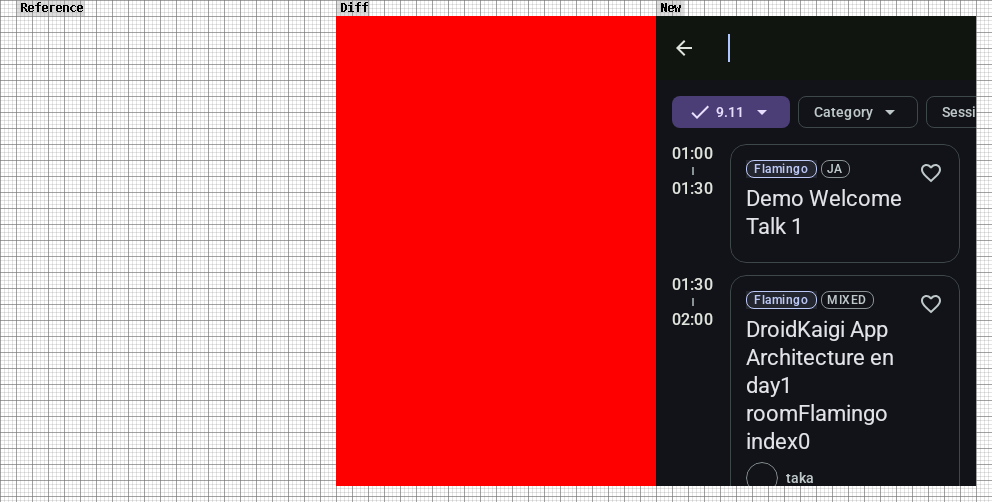 Reference
Diff
New
9.11
Category
Sessi
01:00
01:30
Flamingo
JA
Demo Welcome
Talk 1
01:30
02:00
Flamingo
MIXED
DroidKaigi App
Architecture en
day1
roomFlamingo
index0
taka